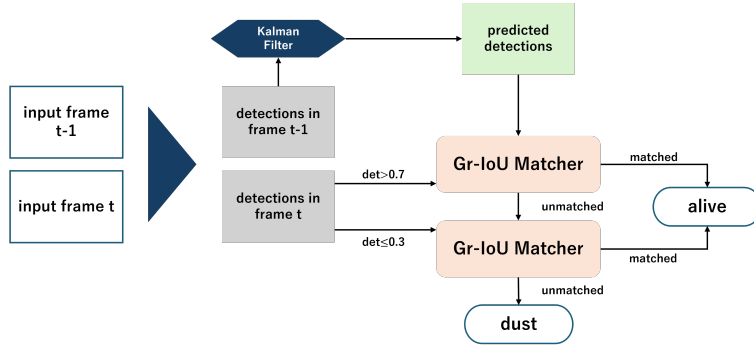 Kalman
Filter
predicted
detections
input frame
t-1
detections in
frame t-1
Gr-IoU Matcher
matched
det>0.7
input frame t
detections in
frame t
unmatched
alive
det≤0.3
Gr-IoU Matcher
matched
unmatched
dust